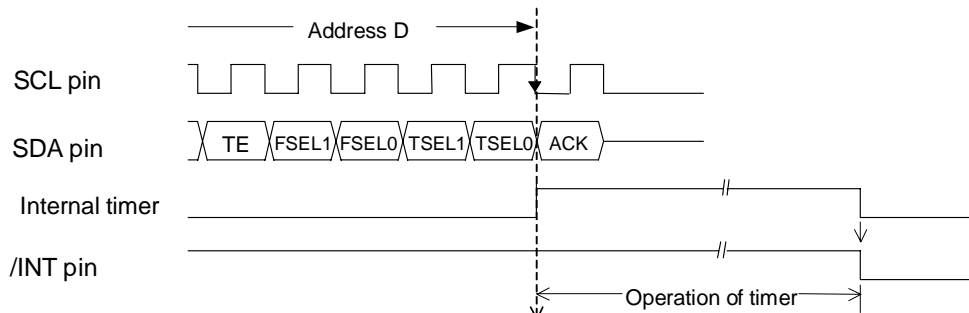 Address D
SCL pin
SDA pin
TE FSEL1 FSEL0 TSEL1 TSEL0 ACK
Internal timer
/INT pin
Operation of timer